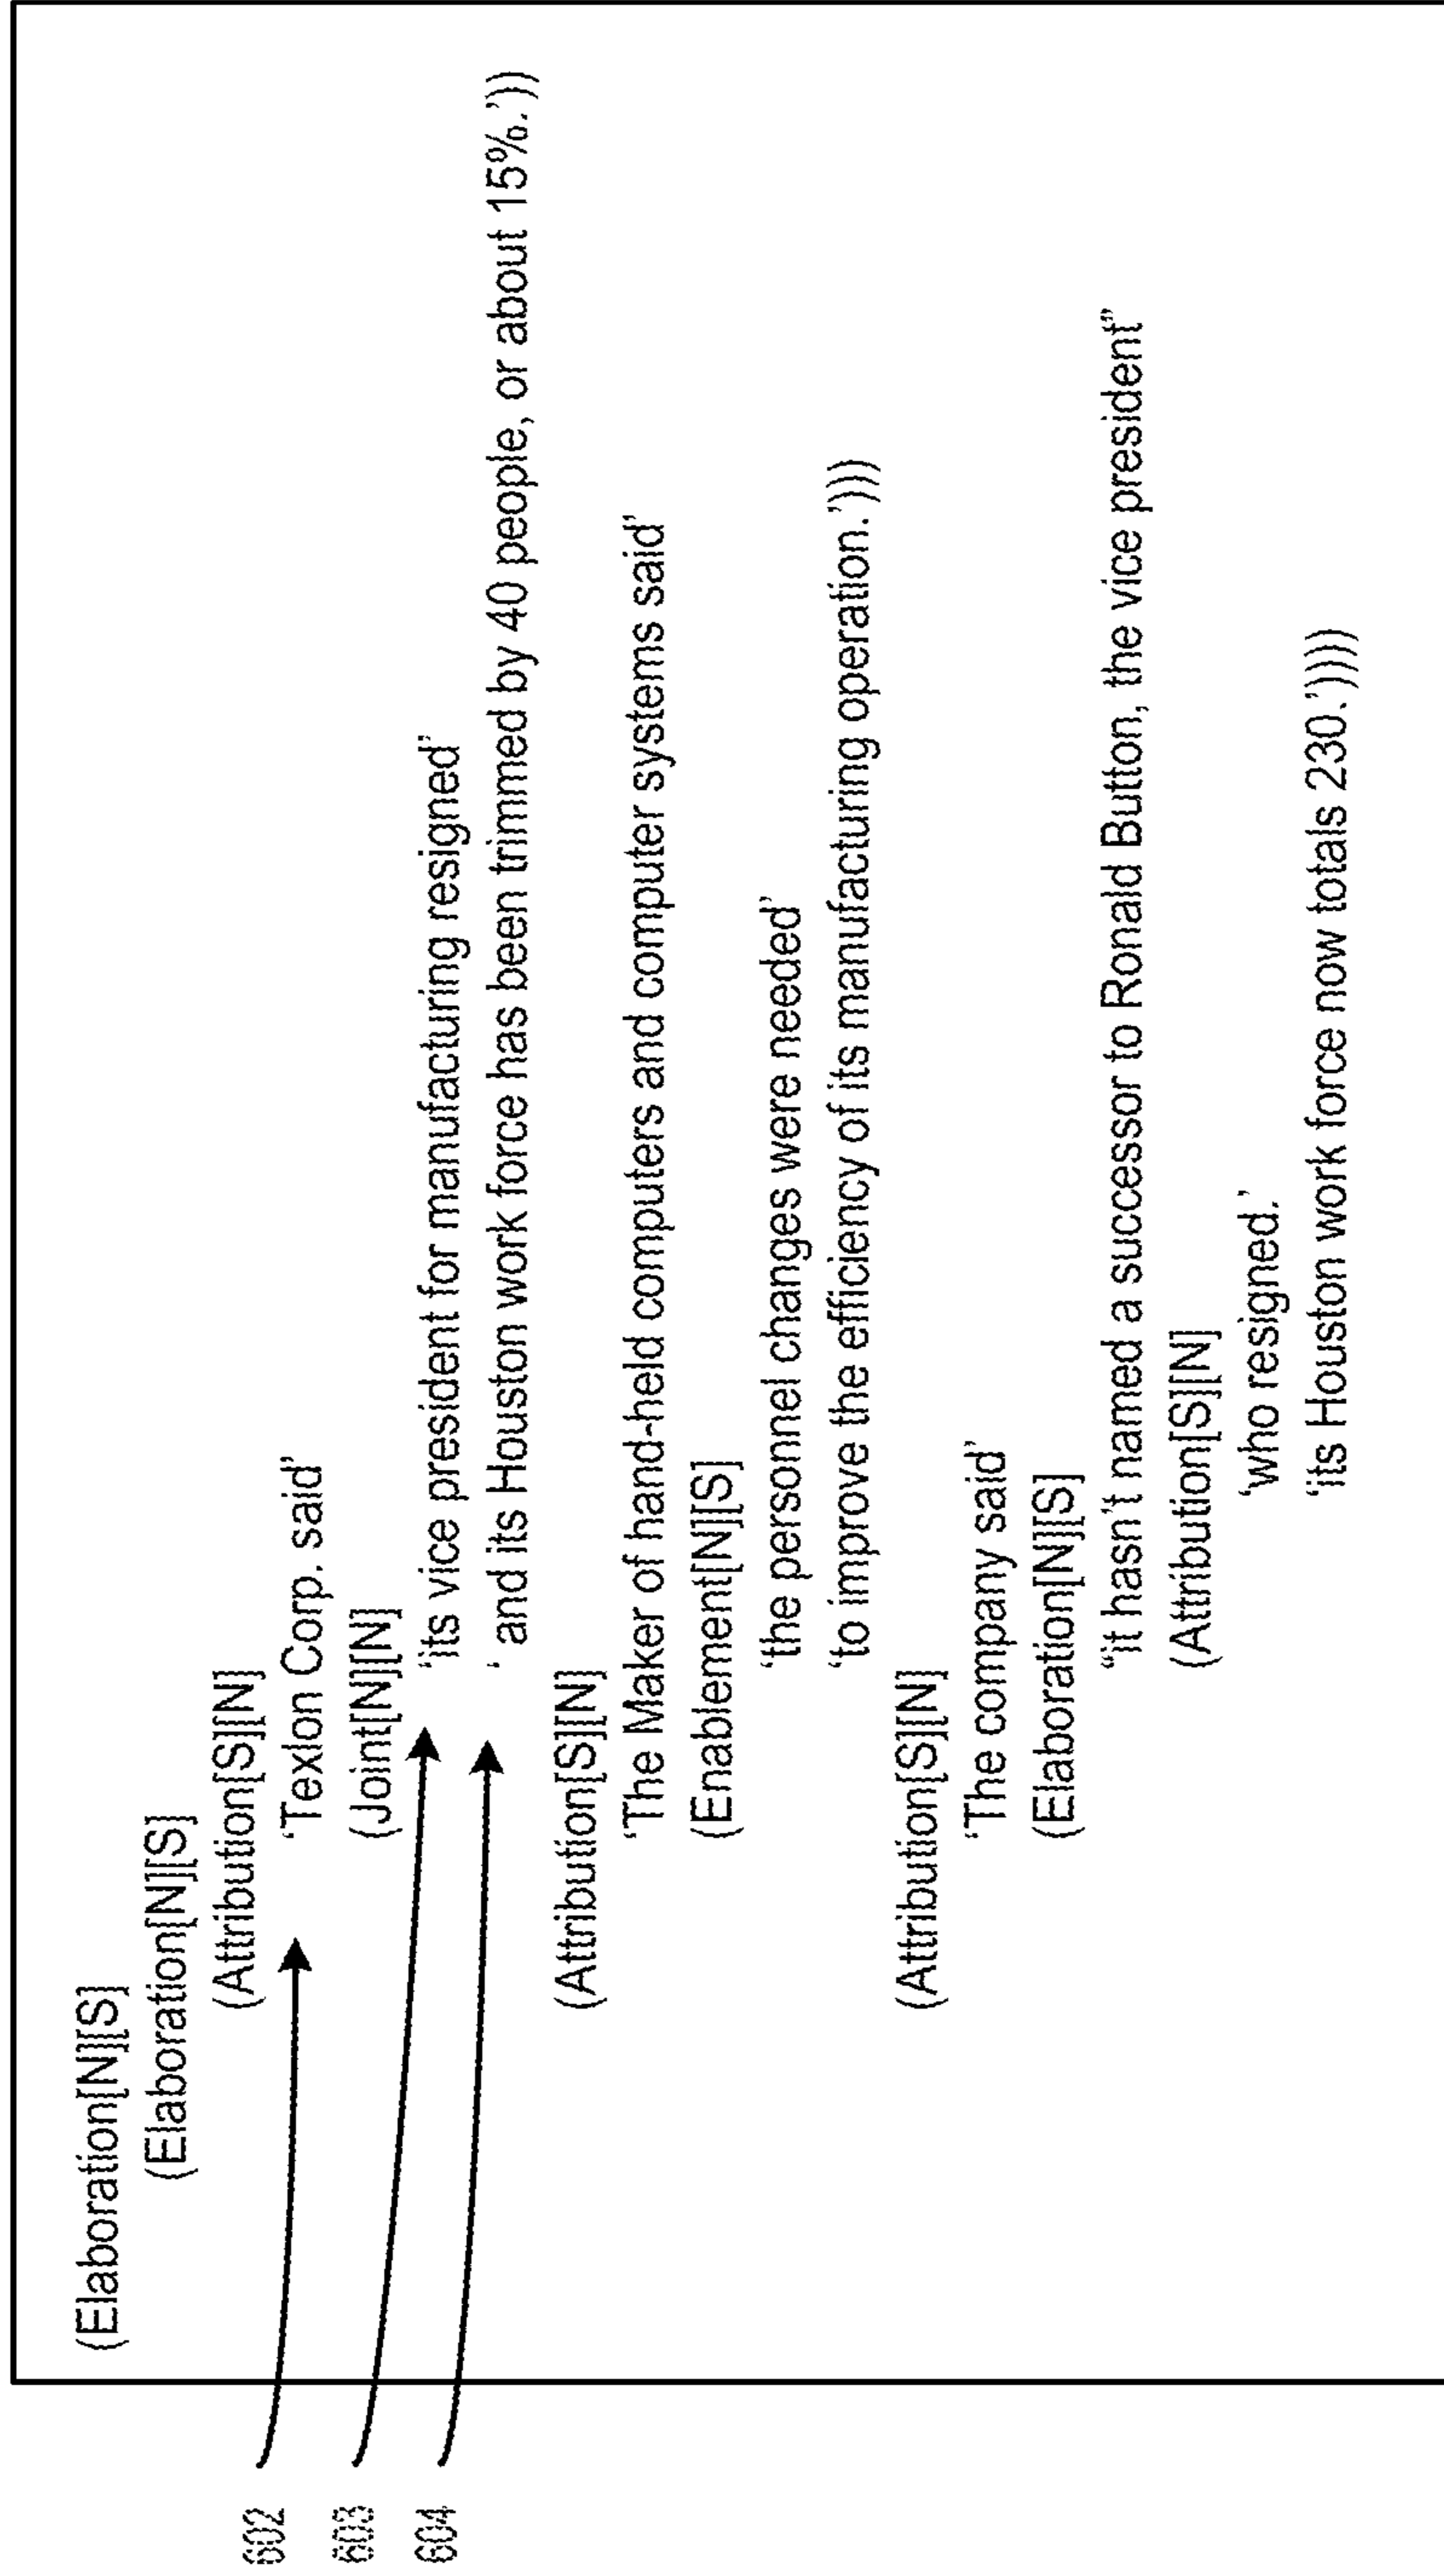 (Elaboration[N][S]
(Elaboration[N][S]
(Attribution[S][N]
602
'Texlon Corp. said'
(Joint[N][N]
603
'its vice president for manufacturing resigned'
604
' and its Houston work force has been trimmed by 40 people, or about 15%.'))
(Attribution[S][N]
'The Maker of hand-held computers and computer systems said'
(Enablement[N][S]
'the personnel changes were needed'
'to improve the efficiency of its manufacturing operation.')))
(Attribution[S][N]
'The company said'
(Elaboration[N][S]
"it hasn't named a successor to Ronald Button, the vice president"
(Attribution[S][N]
'who resigned.'
'its Houston work force now totals 230.')))))